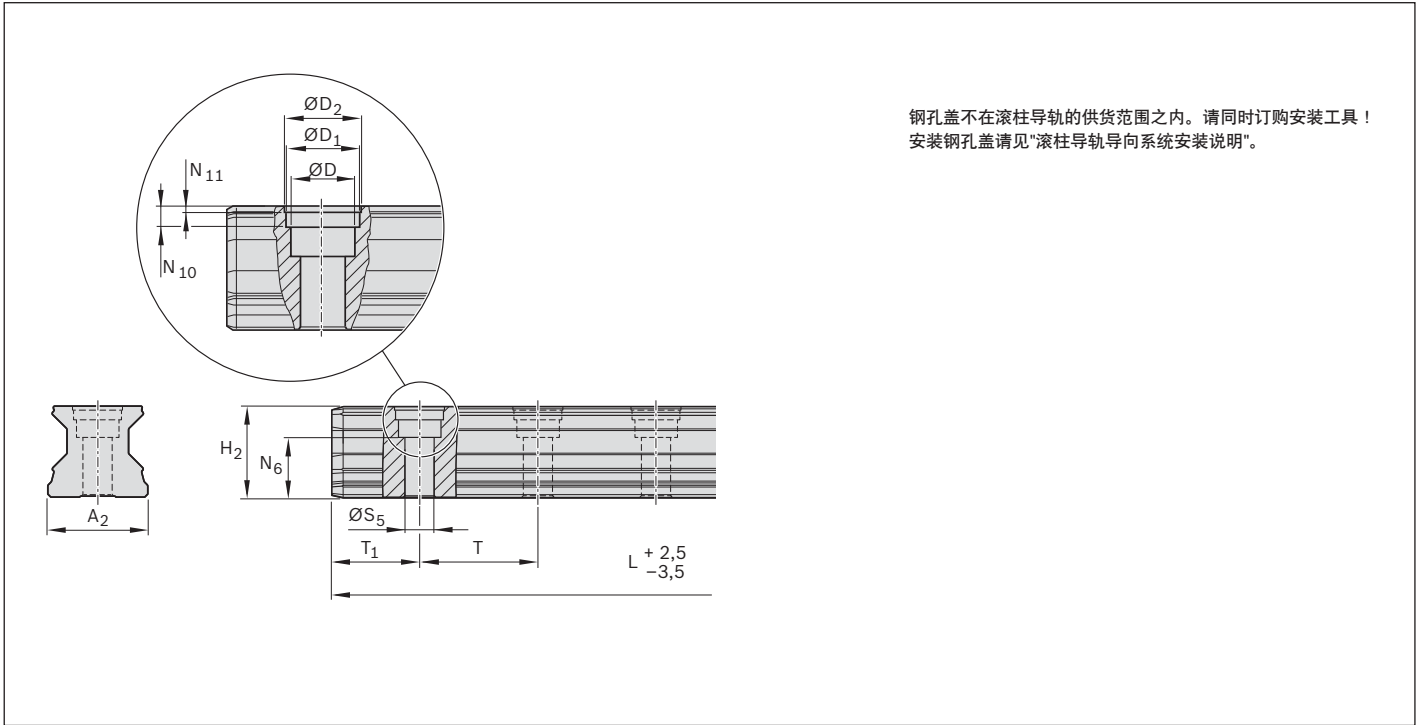 ØD2
ØD1
ØD
N11
N10
钢孔盖不在滚柱导轨的供货范围之内。请同时订购安装工具！
安装钢孔盖请见"滚柱导轨导向系统安装说明"。
H2
N6
A2
ØS5
T1
T
L + 2,5
−3,5